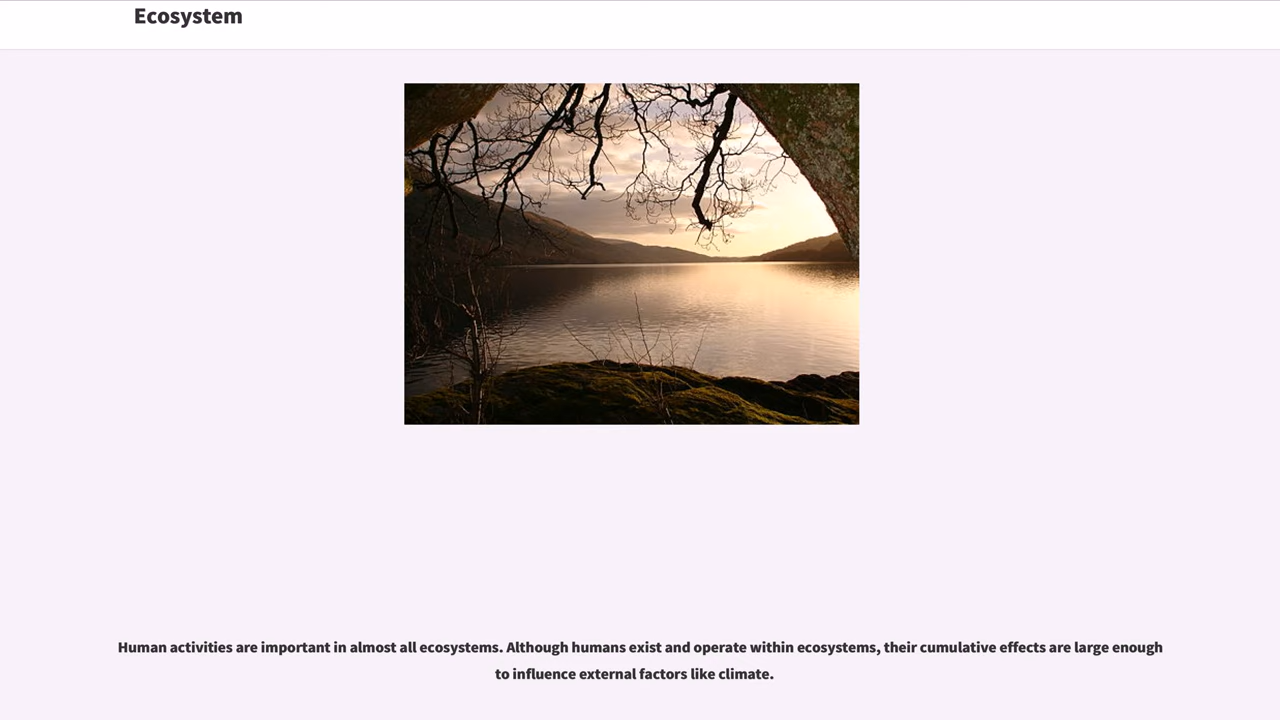 Ecosystem
Human activities are important in almost all ecosystems. Although humans exist and operate within ecosystems, their cumulative effects are large enough
to influence external factors like climate.